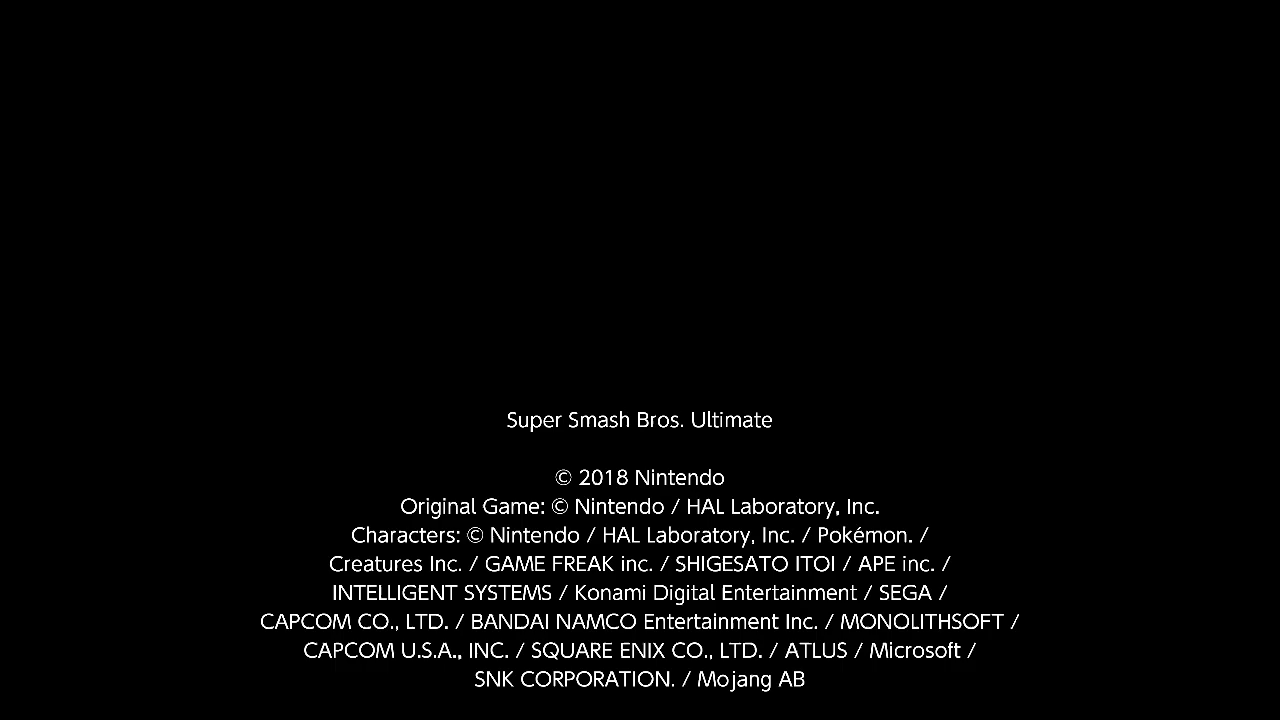 Super Smash Bros. Ultimate
© 2018 Nintendo
Original Game: © Nintendo / HAL Laboratory, Inc.
Characters: © Nintendo / HAL Laboratory, Inc. / Pokémon. /
Creatures Inc. / GAME FREAK inc. / SHIGESATO ITOI / APE inc. /
INTELLIGENT SYSTEMS / Konami Digital Entertainment / SEGA /
CAPCOM CO., LTD. / BANDAI NAMCO Entertainment Inc. / MONOLITHSOFT /
CAPCOM U.S.A., INC. / SQUARE ENIX CO., LTD. / ATLUS / Microsoft /
SNK CORPORATION. / Mojang AB